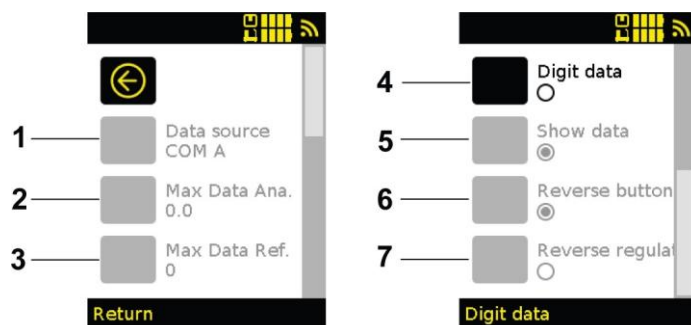 1
Data source
COM A
2
Max Data Ana.
0.0
3
Max Data Ref.
0
Return
4
Digit data
5
Show data
6
Reverse button
7
Reverse regulat
Digit data